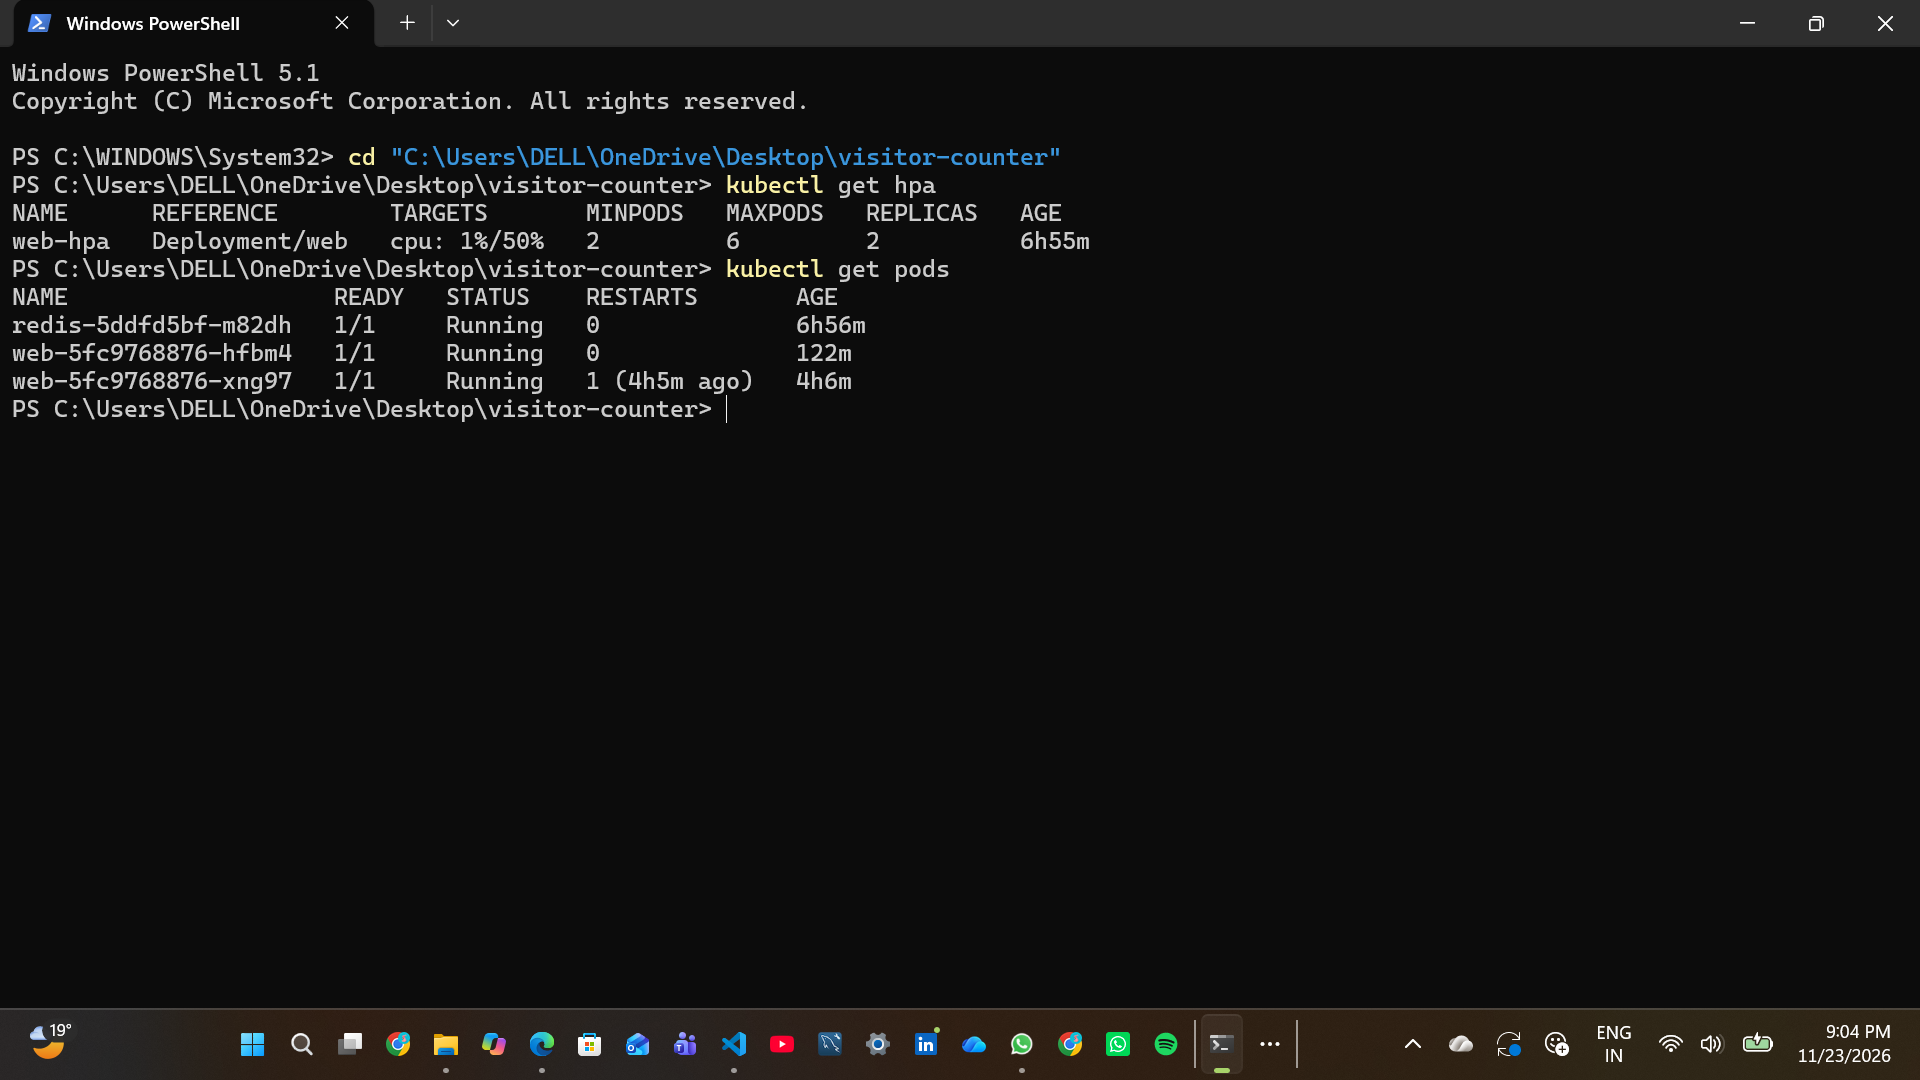 Windows PowerShell
Windows PowerShell 5.1
Copyright (C) Microsoft Corporation. All rights reserved.
PS C:\WINDOWS\System32> cd "C:\Users\DELL\OneDrive\Desktop\visitor-counter"
PS C:\Users\DELL\OneDrive\Desktop\visitor-counter> kubectl get hpa
NAME REFERENCE TARGETS MINPODS MAXPODS REPLICAS AGE
web-hpa Deployment/web cpu: 1%/50% 2 6 2 6h55m
PS C:\Users\DELL\OneDrive\Desktop\visitor-counter> kubectl get pods
NAME READY STATUS RESTARTS AGE
redis-5ddfd5bf-m82dh 1/1 Running 0 6h56m
web-5fc9768876-hfbm4 1/1 Running 0 122m
web-5fc9768876-xng97 1/1 Running 1 (4h5m ago) 4h6m
PS C:\Users\DELL\OneDrive\Desktop\visitor-counter>
19°
ENG
IN
9:04 PM
11/23/2026